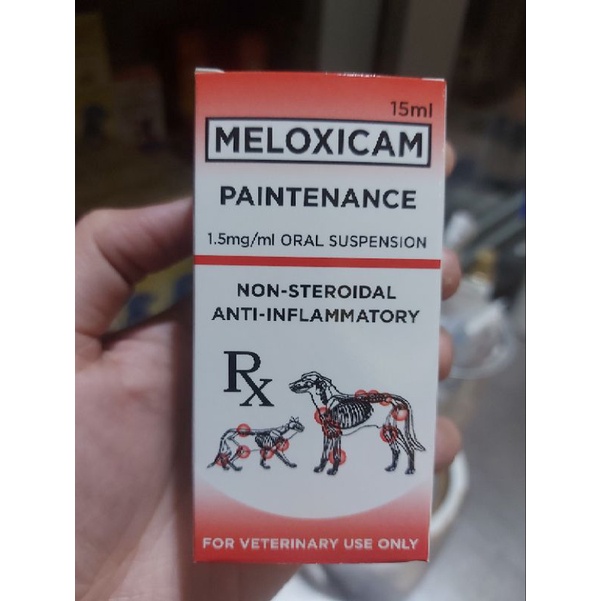 15ml
MELOXICAM
PAINTENANCE
1.5mg/ml ORAL SUSPENSION
NON-STEROIDAL
ANTI-INFLAMMATORY
Rx
FOR VETERINARY USE ONLY